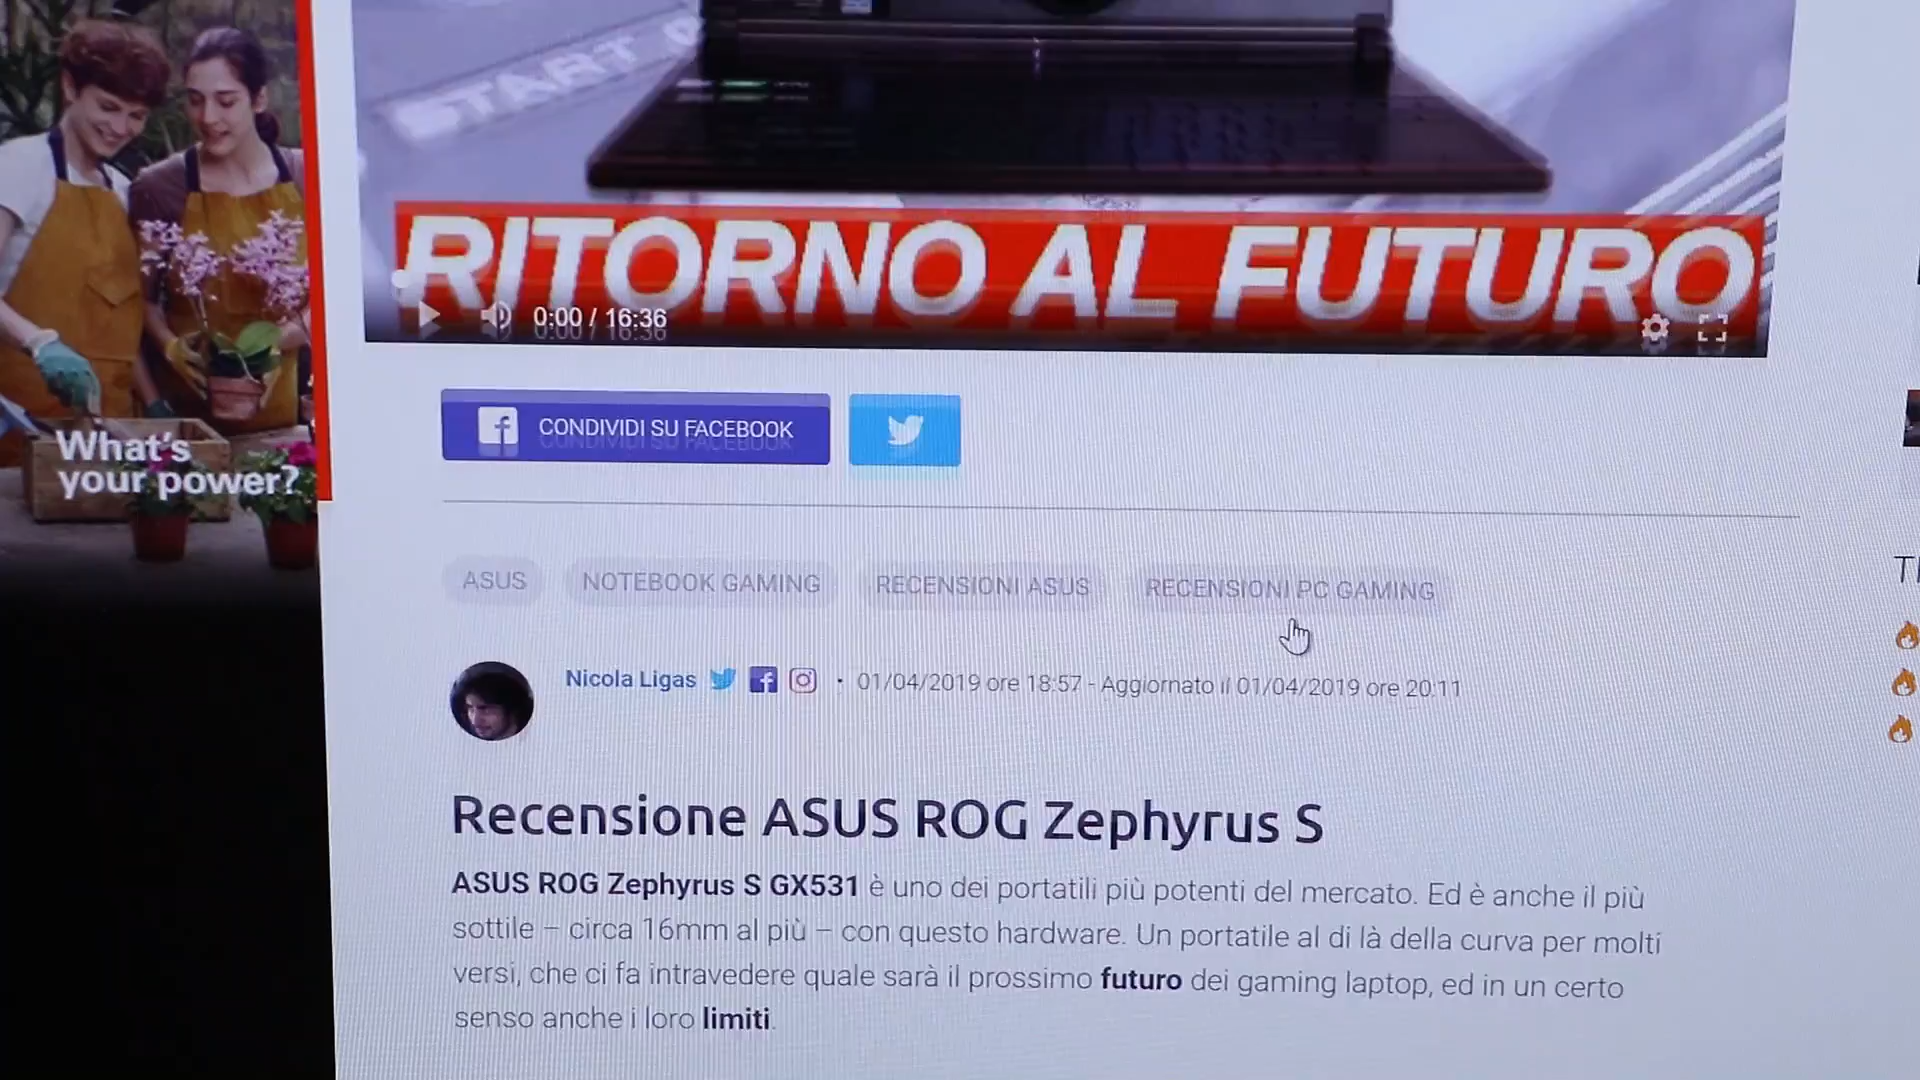 START
RITORNO AL FUTURO
0:00 / 16:36
CONDIVIDI SU FACEBOOK
What's
your power?
ASUS NOTEBOOK GAMING RECENSIONI ASUS RECENSIONI PC GAMING
Nicola Ligas • 01/04/2019 ore 18:57 - Aggiornato il 01/04/2019 ore 20:11
Recensione ASUS ROG Zephyrus S
ASUS ROG Zephyrus S GX531 è uno dei portatili più potenti del mercato. Ed è anche il più
sottile – circa 16mm al più – con questo hardware. Un portatile al di là della curva per molti
versi, che ci fa intravedere quale sarà il prossimo futuro dei gaming laptop, ed in un certo
senso anche i loro limiti.